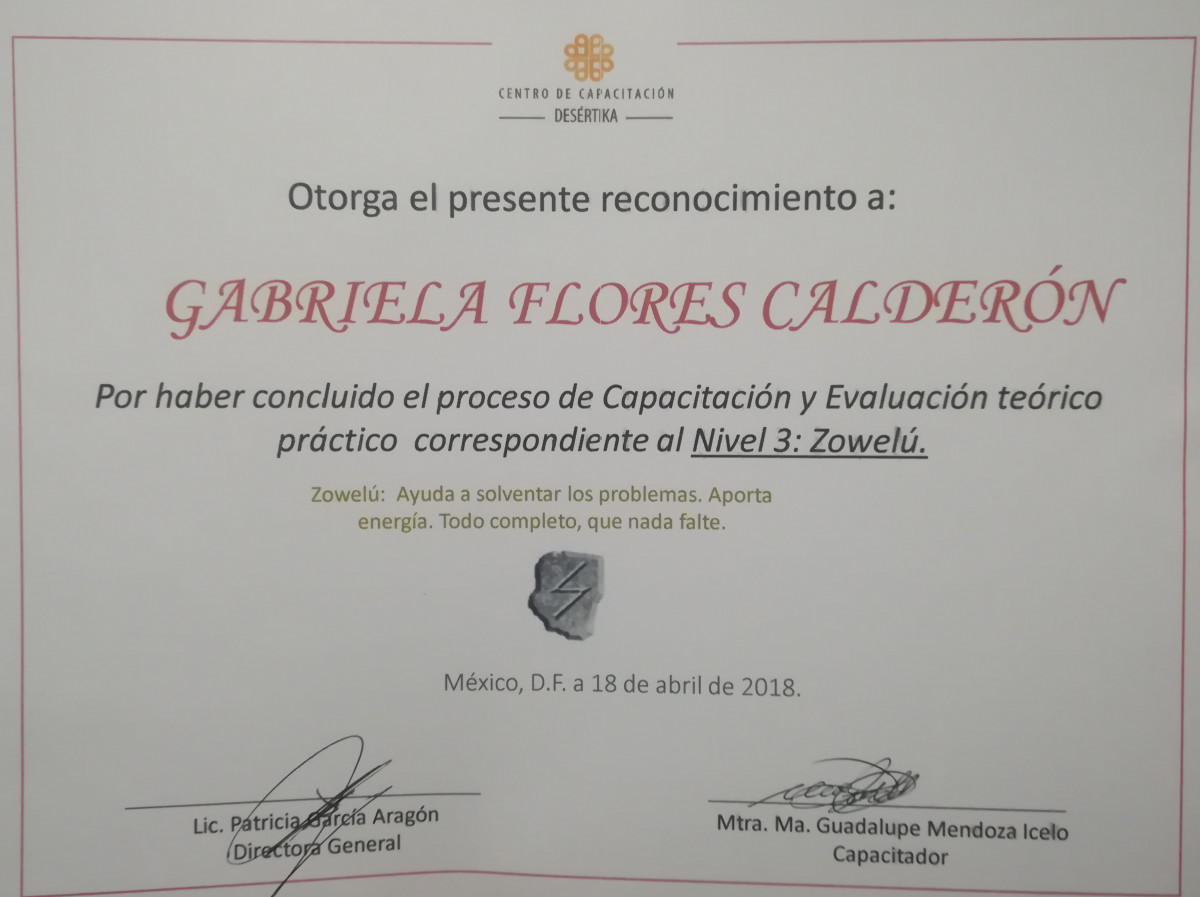 CENTRO DE CAPACITACIÓN
DESÉRTIKA
Otorga el presente reconocimiento a:
GABRIELA FLORES CALDERÓN
Por haber concluido el proceso de Capacitación y Evaluación teórico
práctico correspondiente al Nivel 3: Zowelú.
Zowelú: Ayuda a solventar los problemas. Aporta
energía. Todo completo, que nada falte.
México, D.F. a 18 de abril de 2018.
Lic. Patricia García Aragón
Directora General
Mtra. Ma. Guadalupe Mendoza Icelo
Capacitador